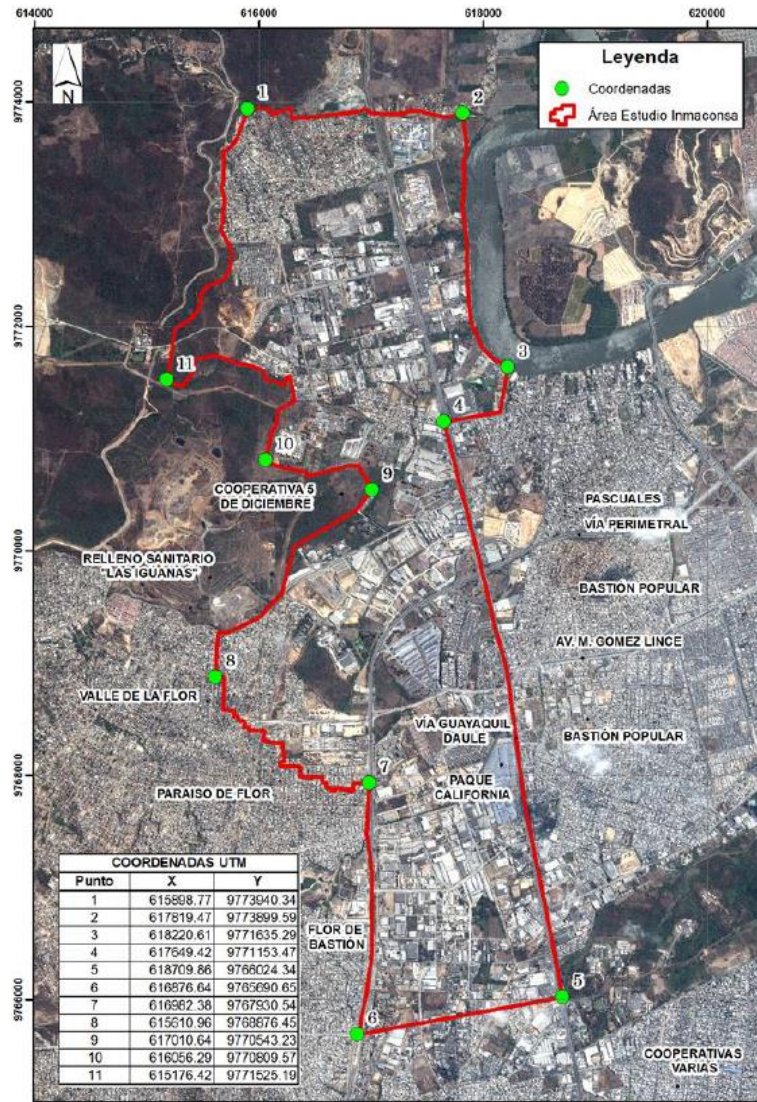 614000 616000 618000 620000
N
Leyenda
Coordenadas
Área Estudio Inmaconsa
1
2
9774000
9772000
3
11
4
10
9
COOPERATIVA 5
DE DICIEMBRE
PASCUALES
VÍA PERIMETRAL
9770000
RELLENO SANITARIO
"LAS IGUANAS"
BASTIÓN POPULAR
AV. M. GOMEZ LINCE
8
VALLE DE LA FLOR
VÍA GUAYAQUIL
DAULE
BASTIÓN POPULAR
9768000
7
PARAISO DE FLOR
PAQUE
CALIFORNIA
COORDENADAS UTM
Punto X Y
1 615898.77 9773940.34
2 617819.47 9773899.59
3 618220.61 9771635.29
4 617649.42 9771153.47
5 618709.86 9766024.34
6 616876.64 9765690.65
7 616982.38 9767930.54
8 615610.96 9768876.45
9 617010.64 9770543.23
10 616056.29 9770809.57
11 615176.42 9771525.19
FLOR DE
BASTIÓN
9766000
5
6
COOPERATIVAS
VARIAS